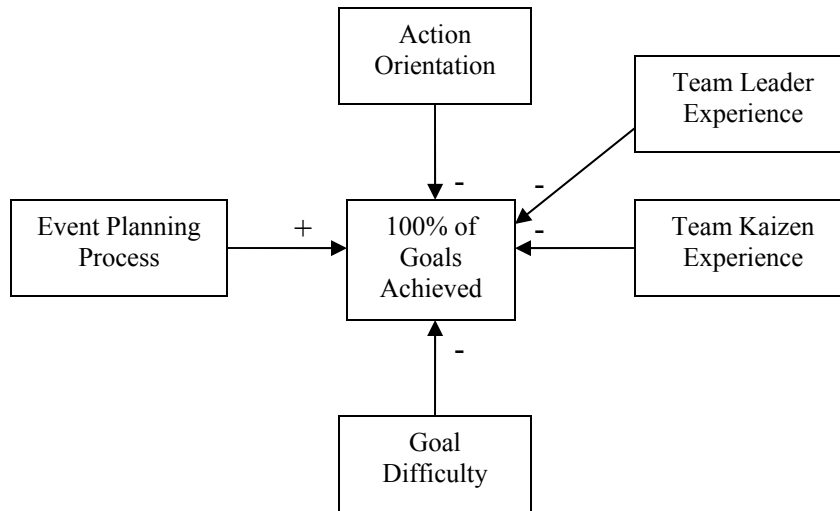 Action
Orientation
Team Leader
Experience
-
-
Event Planning
Process
+
100% of
Goals
Achieved
-
Team Kaizen
Experience
-
Goal
Difficulty